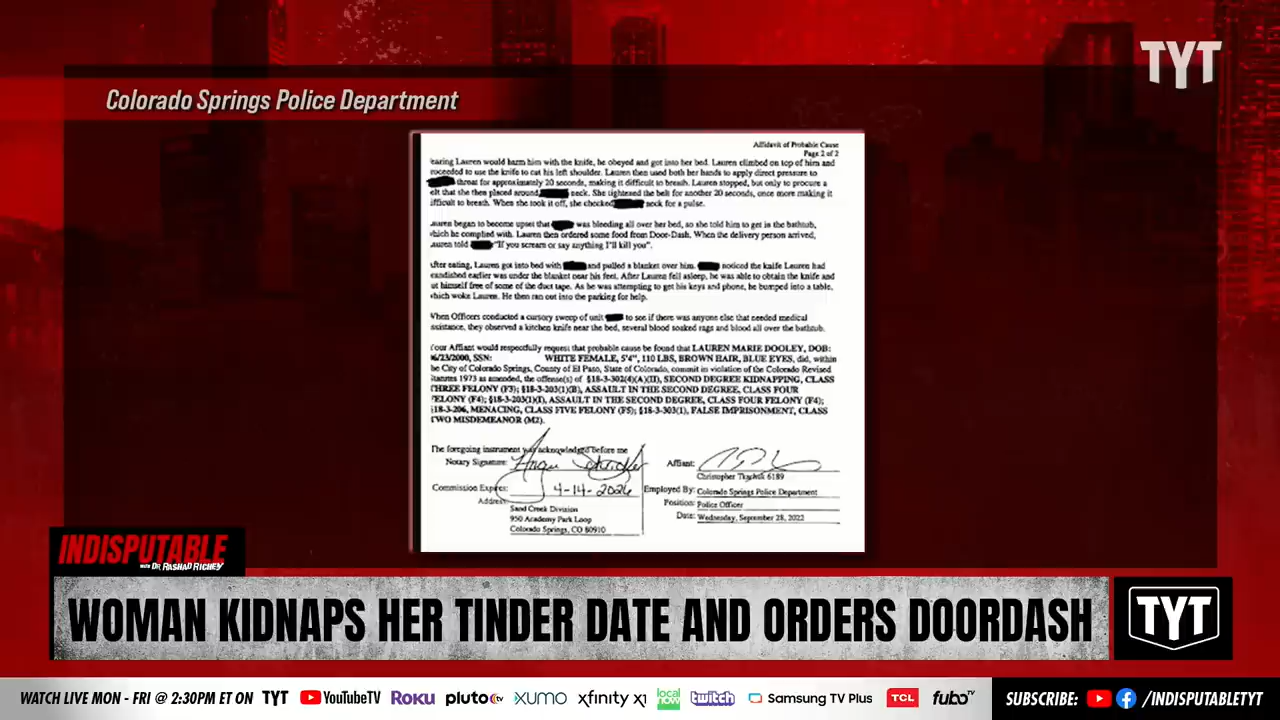 TYT
Colorado Springs Police Department
Affidavit of Probable Cause
Page 2 of 2
earing Lauren would harm him with the knife, he obeyed and got into her bed. Lauren climbed on top of him and
roceeded to use the knife to cut his left shoulder. Lauren then used both her hands to apply direct pressure to
throat for approximately 20 seconds, making it difficult to breath. Lauren stopped, but only to procure a
elt that she then placed around neck. She tightened the belt for another 20 seconds, once more making it
ifficult to breath. When she took it off, she checked neck for a pulse.
auren began to become upset that was bleeding all over her bed, so she told him to get in the bathtub,
hich he complied with. Lauren then ordered some food from Door-Dash. When the delivery person arrived,
auren told "If you scream or say anything I'll kill you".
fter eating, Lauren got into bed with and pulled a blanket over him. noticed the knife Lauren had
randished earlier was under the blanket near his feet. After Lauren fell asleep, he was able to obtain the knife and
ut himself free of some of the duct tape. As he was attempting to get his keys and phone, he bumped into a table,
hich woke Lauren. He then ran out into the parking for help.
When Officers conducted a cursory sweep of unit to see if there was anyone else that needed medical
ssistance, they observed a kitchen knife near the bed, several blood soaked rags and blood all over the bathtub.
Your Affiant would respectfully request that probable cause be found that LAUREN MARIE DOOLEY, DOB:
06/23/2000, SSN: WHITE FEMALE, 5'4", 110 LBS, BROWN HAIR, BLUE EYES, did, within
he City of Colorado Springs, County of El Paso, State of Colorado, commit in violation of the Colorado Revised
tatutes 1973 as amended, the offense(s) of §18-3-302(4)(A)(II), SECOND DEGREE KIDNAPPING, CLASS
THREE FELONY (F3); §18-3-203(1)(B), ASSAULT IN THE SECOND DEGREE, CLASS FOUR
FELONY (F4); §18-3-203(1)(I), ASSAULT IN THE SECOND DEGREE, CLASS FOUR FELONY (F4);
§18-3-206, MENACING, CLASS FIVE FELONY (F5); §18-3-303(1), FALSE IMPRISONMENT, CLASS
TWO MISDEMEANOR (M2).
The foregoing instrument was acknowledged before me
Notary Signature:
Affiant:
Christopher 6189
Commission Expires: 4-14-2026
Employed By: Colorado Springs Police Department
Address:
Position: Police Officer
Sand Creek Division
950 Academy Park Loop
Date: Wednesday, September 28, 2022
Colorado Springs, CO 80910
INDISPUTABLE
WITH DR. RASHAD RICHEY
WOMAN KIDNAPS HER TINDER DATE AND ORDERS DOORDASH
TYT
WATCH LIVE MON - FRI @ 2:30PM ET ON TYT YouTubeTV ROKU pluto tv XUMO xfinity X1 local now twitch Samsung TV Plus TCL fubo TV
SUBSCRIBE: /INDISPUTABLETYT